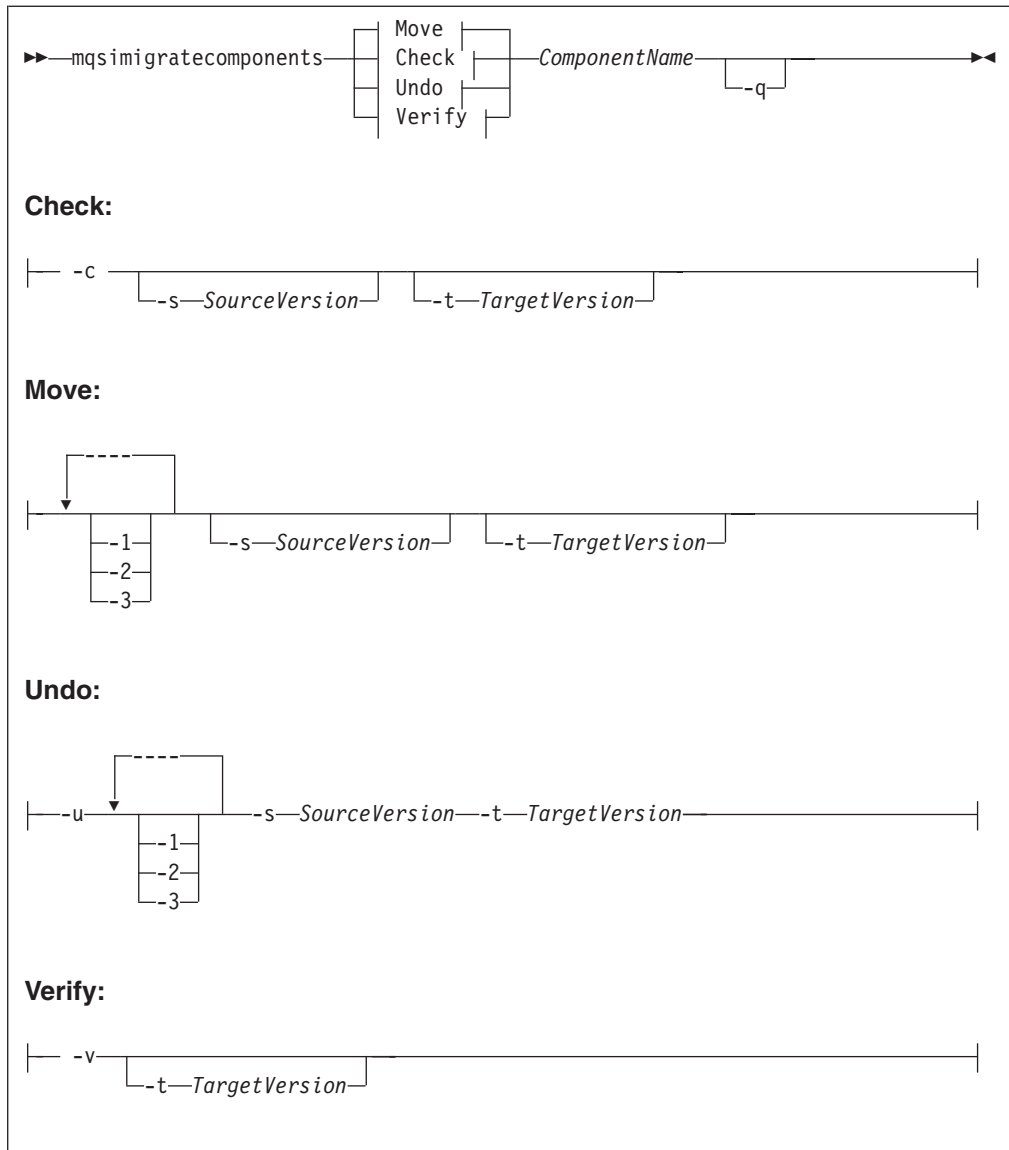 Move
mqsimigratecomponents Check ComponentName
Undo -q
Verify
Check:
-c
-s SourceVersion -t TargetVersion
Move:
----
-1 -s SourceVersion -t TargetVersion
-2
-3
Undo:
----
-u -s SourceVersion -t TargetVersion
-1
-2
-3
Verify:
-v
-t TargetVersion